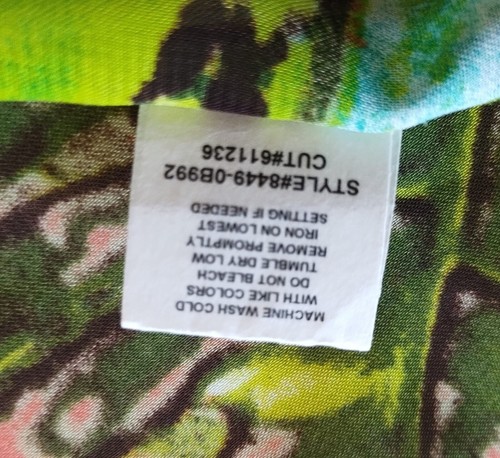 MACHINE WASH COLD
WITH LIKE COLORS
DO NOT BLEACH
TUMBLE DRY LOW
REMOVE PROMPTLY
IRON ON LOWEST
SETTING IF NEEDED
STYLE#8449-0B992
CUT#611236